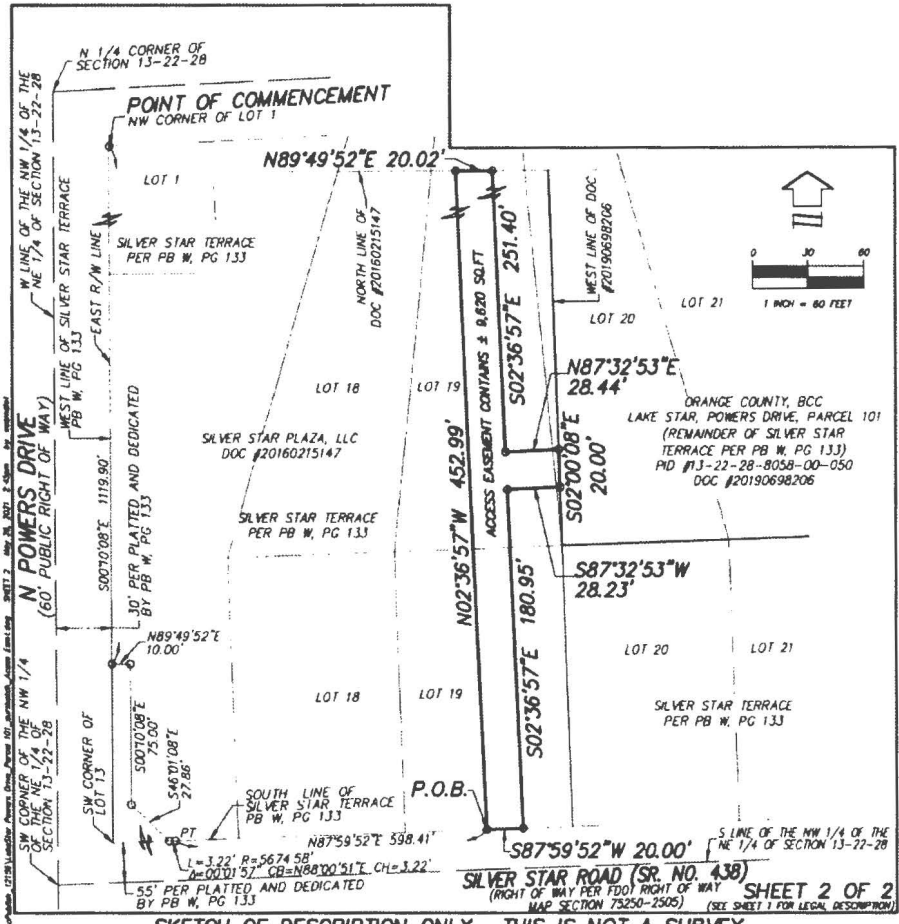 N 1/4 CORNER OF
SECTION 13-22-28
POINT OF COMMENCEMENT
NW CORNER OF LOT 1
W LINE OF THE NW 1/4 OF THE
NE 1/4 OF SECTION 13-22-28
WEST LINE OF SILVER STAR TERRACE
PB W, PG 133
EAST R/W LINE
LOT 1
SILVER STAR TERRACE
PER PB W, PG 133
N89°49'52"E 20.02'
NORTH LINE OF
DOC #20160215147
ACCESS EASEMENT CONTAINS ± 9,620 SQ.FT
S02°36'57"E 251.40'
WEST LINE OF DOC
#20190698206
0 30 60
1 INCH = 60 FEET
LOT 20
LOT 21
N87°32'53"E
28.44'
LOT 18
LOT 19
ORANGE COUNTY, BCC
LAKE STAR, POWERS DRIVE, PARCEL 101
(REMAINDER OF SILVER STAR
TERRACE PER PB W, PG 133)
PID #13-22-28-8058-00-050
DOC #20190698206
SILVER STAR PLAZA, LLC
DOC #20160215147
N02°36'57"W 452.99'
S02°00'08"E
20.00'
N POWERS DRIVE
(60' PUBLIC RIGHT OF WAY)
S00°10'08"E 1119.90'
30' PER PLATTED AND DEDICATED
BY PB W, PG 133
SILVER STAR TERRACE
PER PB W, PG 133
S87°32'53"W
28.23'
S02°36'57"E 180.95'
N89°49'52"E
10.00'
LOT 20
LOT 21
LOT 18
LOT 19
SILVER STAR TERRACE
PER PB W, PG 133
SW CORNER OF THE NW 1/4
OF THE NE 1/4 OF
SECTION 13-22-28
SW CORNER OF
LOT 13
S00°10'08"E
75.00'
S46°01'08"E
27.86'
P.O.B.
SOUTH LINE OF
SILVER STAR TERRACE
PB W, PG 133
PT
N87°59'52"E 598.41'
L=3.22' R=5674.58'
Δ=00°01'57" CB=N88°00'51"E CH=3.22'
55' PER PLATTED AND DEDICATED
BY PB W, PG 133
S87°59'52"W 20.00'
S LINE OF THE NW 1/4 OF THE
NE 1/4 OF SECTION 13-22-28
SILVER STAR ROAD (SR. NO. 438)
(RIGHT OF WAY PER FDOT RIGHT OF WAY
MAP SECTION 75250-2505)
SHEET 2 OF 2
(SEE SHEET 1 FOR LEGAL DESCRIPTION)
SKETCH OF DESCRIPTION ONLY - THIS IS NOT A SURVEY